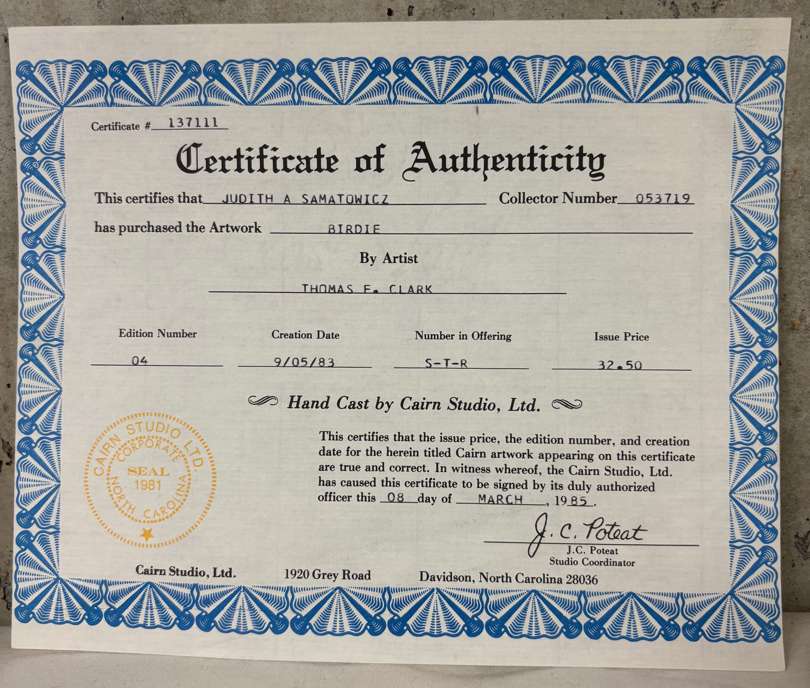 Certificate # 137111
Certificate of Authenticity
This certifies that JUDITH A SAMATOWICZ Collector Number 053719
has purchased the Artwork BIRDIE
By Artist
THOMAS F. CLARK
Edition Number Creation Date Number in Offering Issue Price
04 9/05/83 S-T-R 32.50
Hand Cast by Cairn Studio, Ltd.
This certifies that the issue price, the edition number, and creation
date for the herein titled Cairn artwork appearing on this certificate
are true and correct. In witness whereof, the Cairn Studio, Ltd.
has caused this certificate to be signed by its duly authorized
officer this 08 day of MARCH, 1985.
CAIRN STUDIO LTD
CORPORATE
SEAL
1981
NORTH CAROLINA
J. C. Poteat
J.C. Poteat
Studio Coordinator
Cairn Studio, Ltd. 1920 Grey Road Davidson, North Carolina 28036